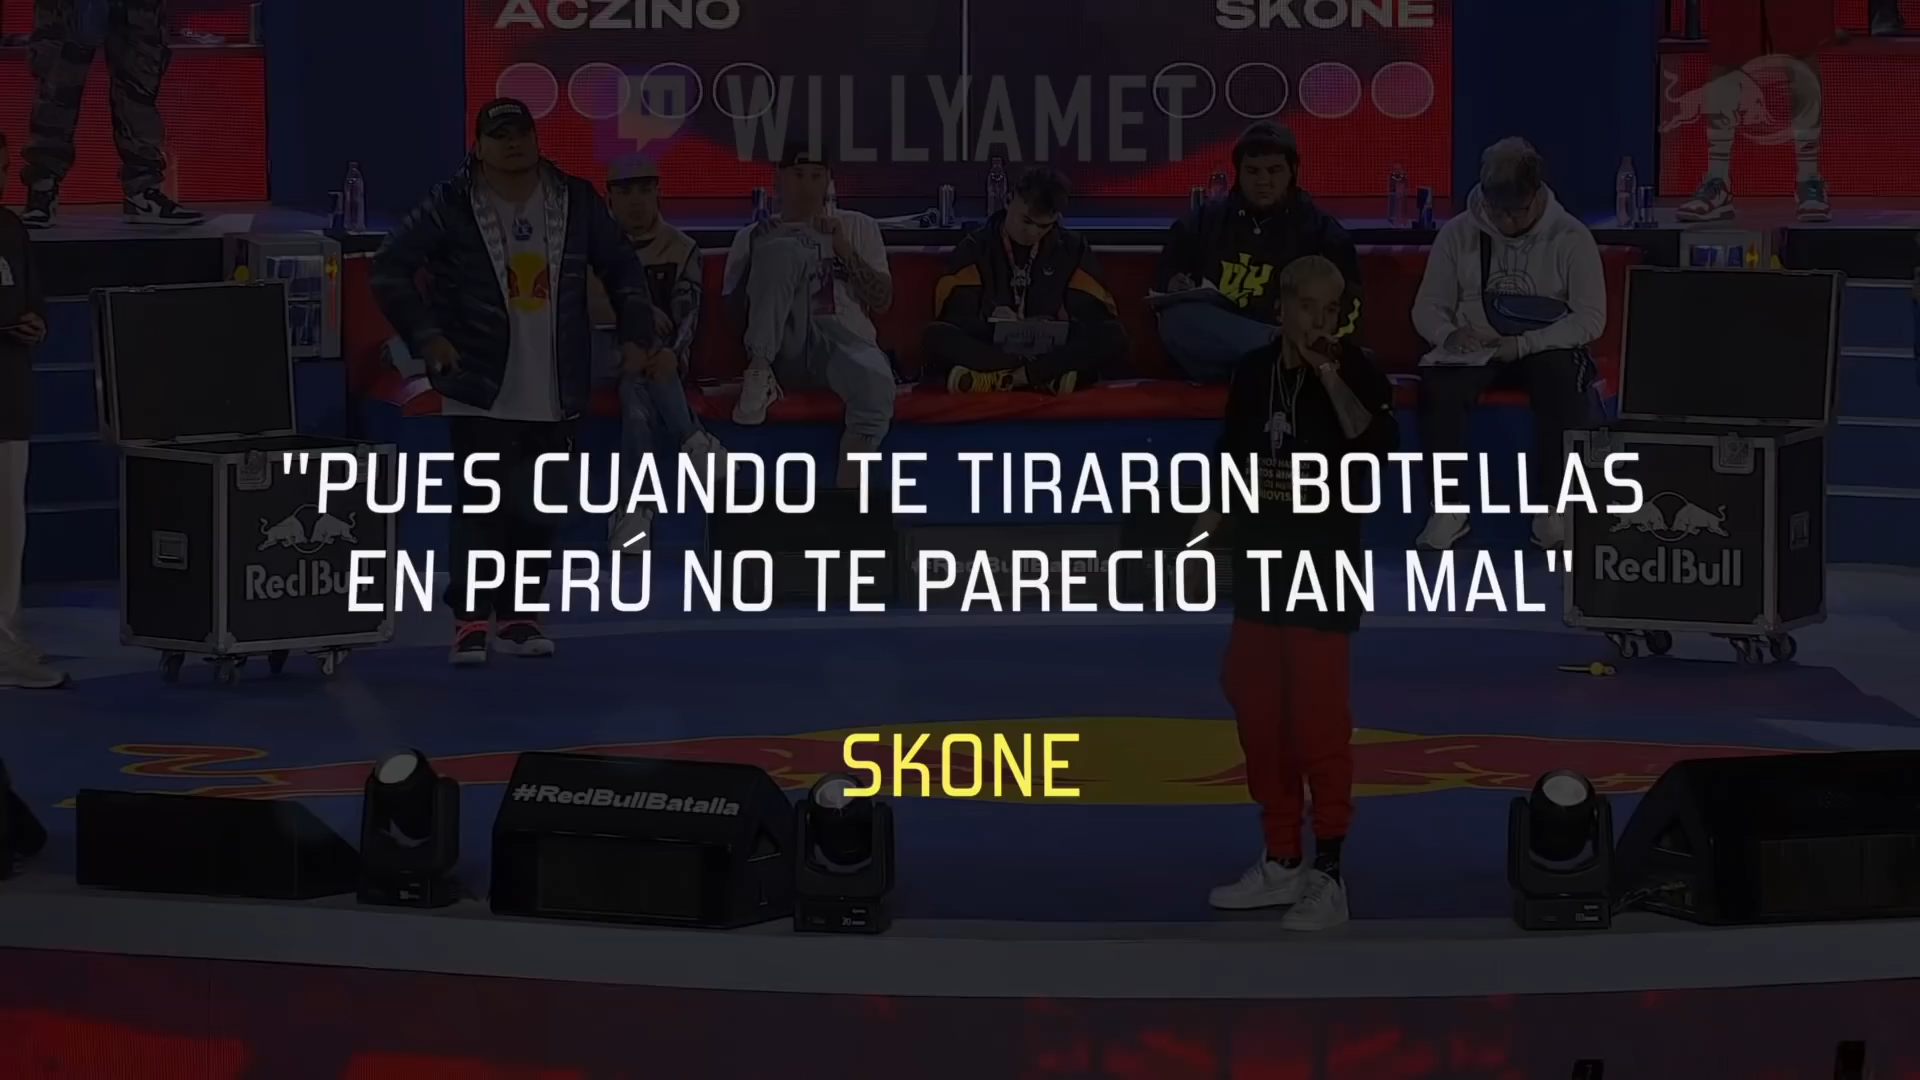 ACZINO
SKONE
WILLYAMET
"PUES CUANDO TE TIRARON BOTELLAS
EN PERÚ NO TE PARECIÓ TAN MAL"
Red Bull
#RedBullBatalla
Red Bull
SKONE
#RedBullBatalla